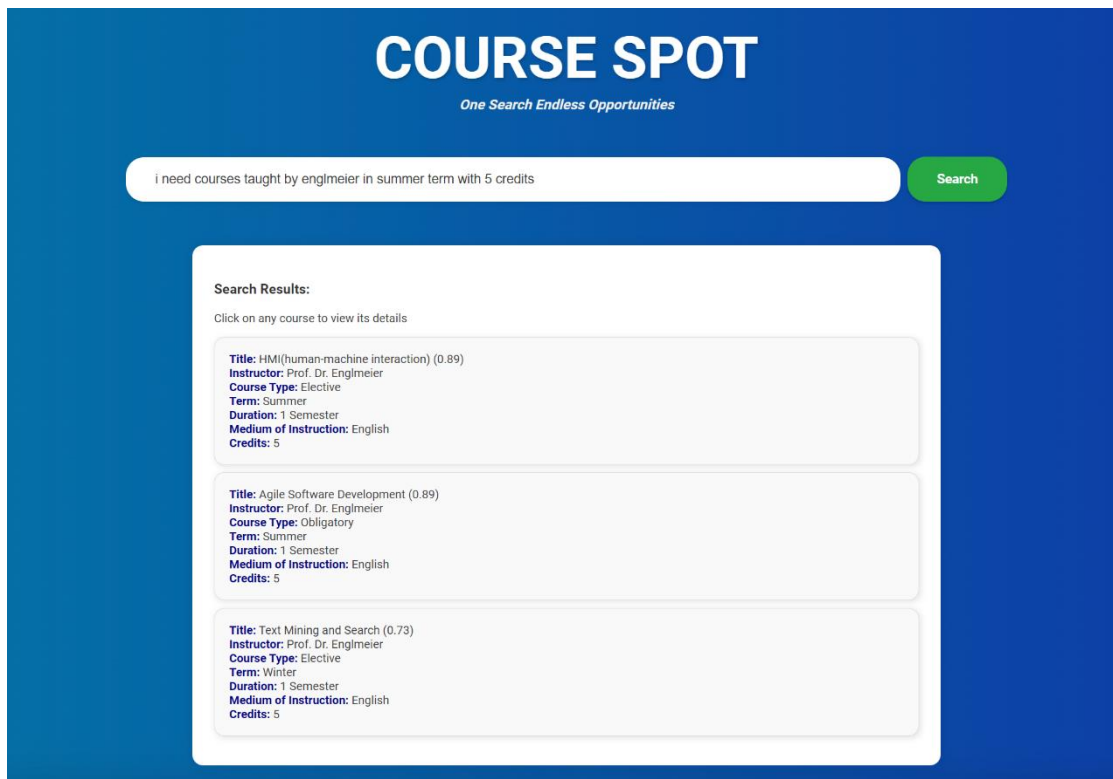 COURSE SPOT
One Search Endless Opportunities
i need courses taught by englmeier in summer term with 5 credits
Search
Search Results:
Click on any course to view its details
Title: HMI(human-machine interaction) (0.89)
Instructor: Prof. Dr. Englmeier
Course Type: Elective
Term: Summer
Duration: 1 Semester
Medium of Instruction: English
Credits: 5
Title: Agile Software Development (0.89)
Instructor: Prof. Dr. Englmeier
Course Type: Obligatory
Term: Summer
Duration: 1 Semester
Medium of Instruction: English
Credits: 5
Title: Text Mining and Search (0.73)
Instructor: Prof. Dr. Englmeier
Course Type: Elective
Term: Winter
Duration: 1 Semester
Medium of Instruction: English
Credits: 5